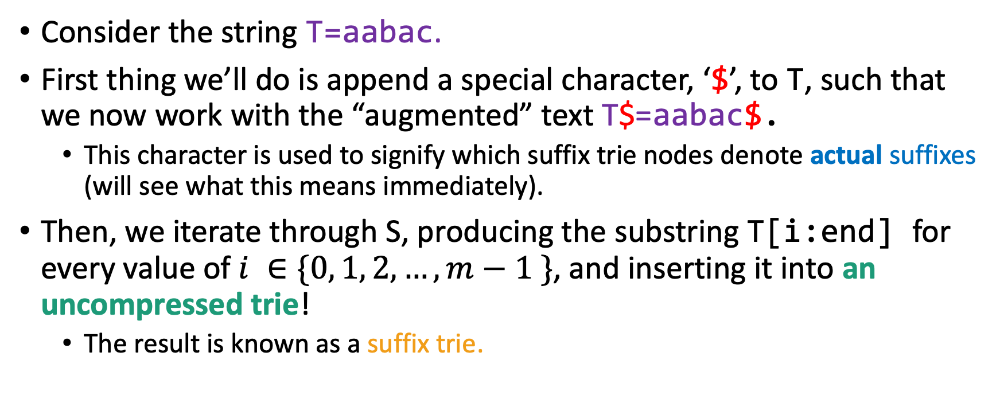 • Consider the string T=aabac.
• First thing we’ll do is append a special character, ‘$’, to T, such that
we now work with the “augmented” text T$=aabac$.
• This character is used to signify which suffix trie nodes denote actual suffixes
(will see what this means immediately).
• Then, we iterate through S, producing the substring T[i:end] for
every value of 𝑖 ∈ {0, 1, 2, … , 𝑚 − 1 }, and inserting it into an
uncompressed trie!
• The result is known as a suffix trie.